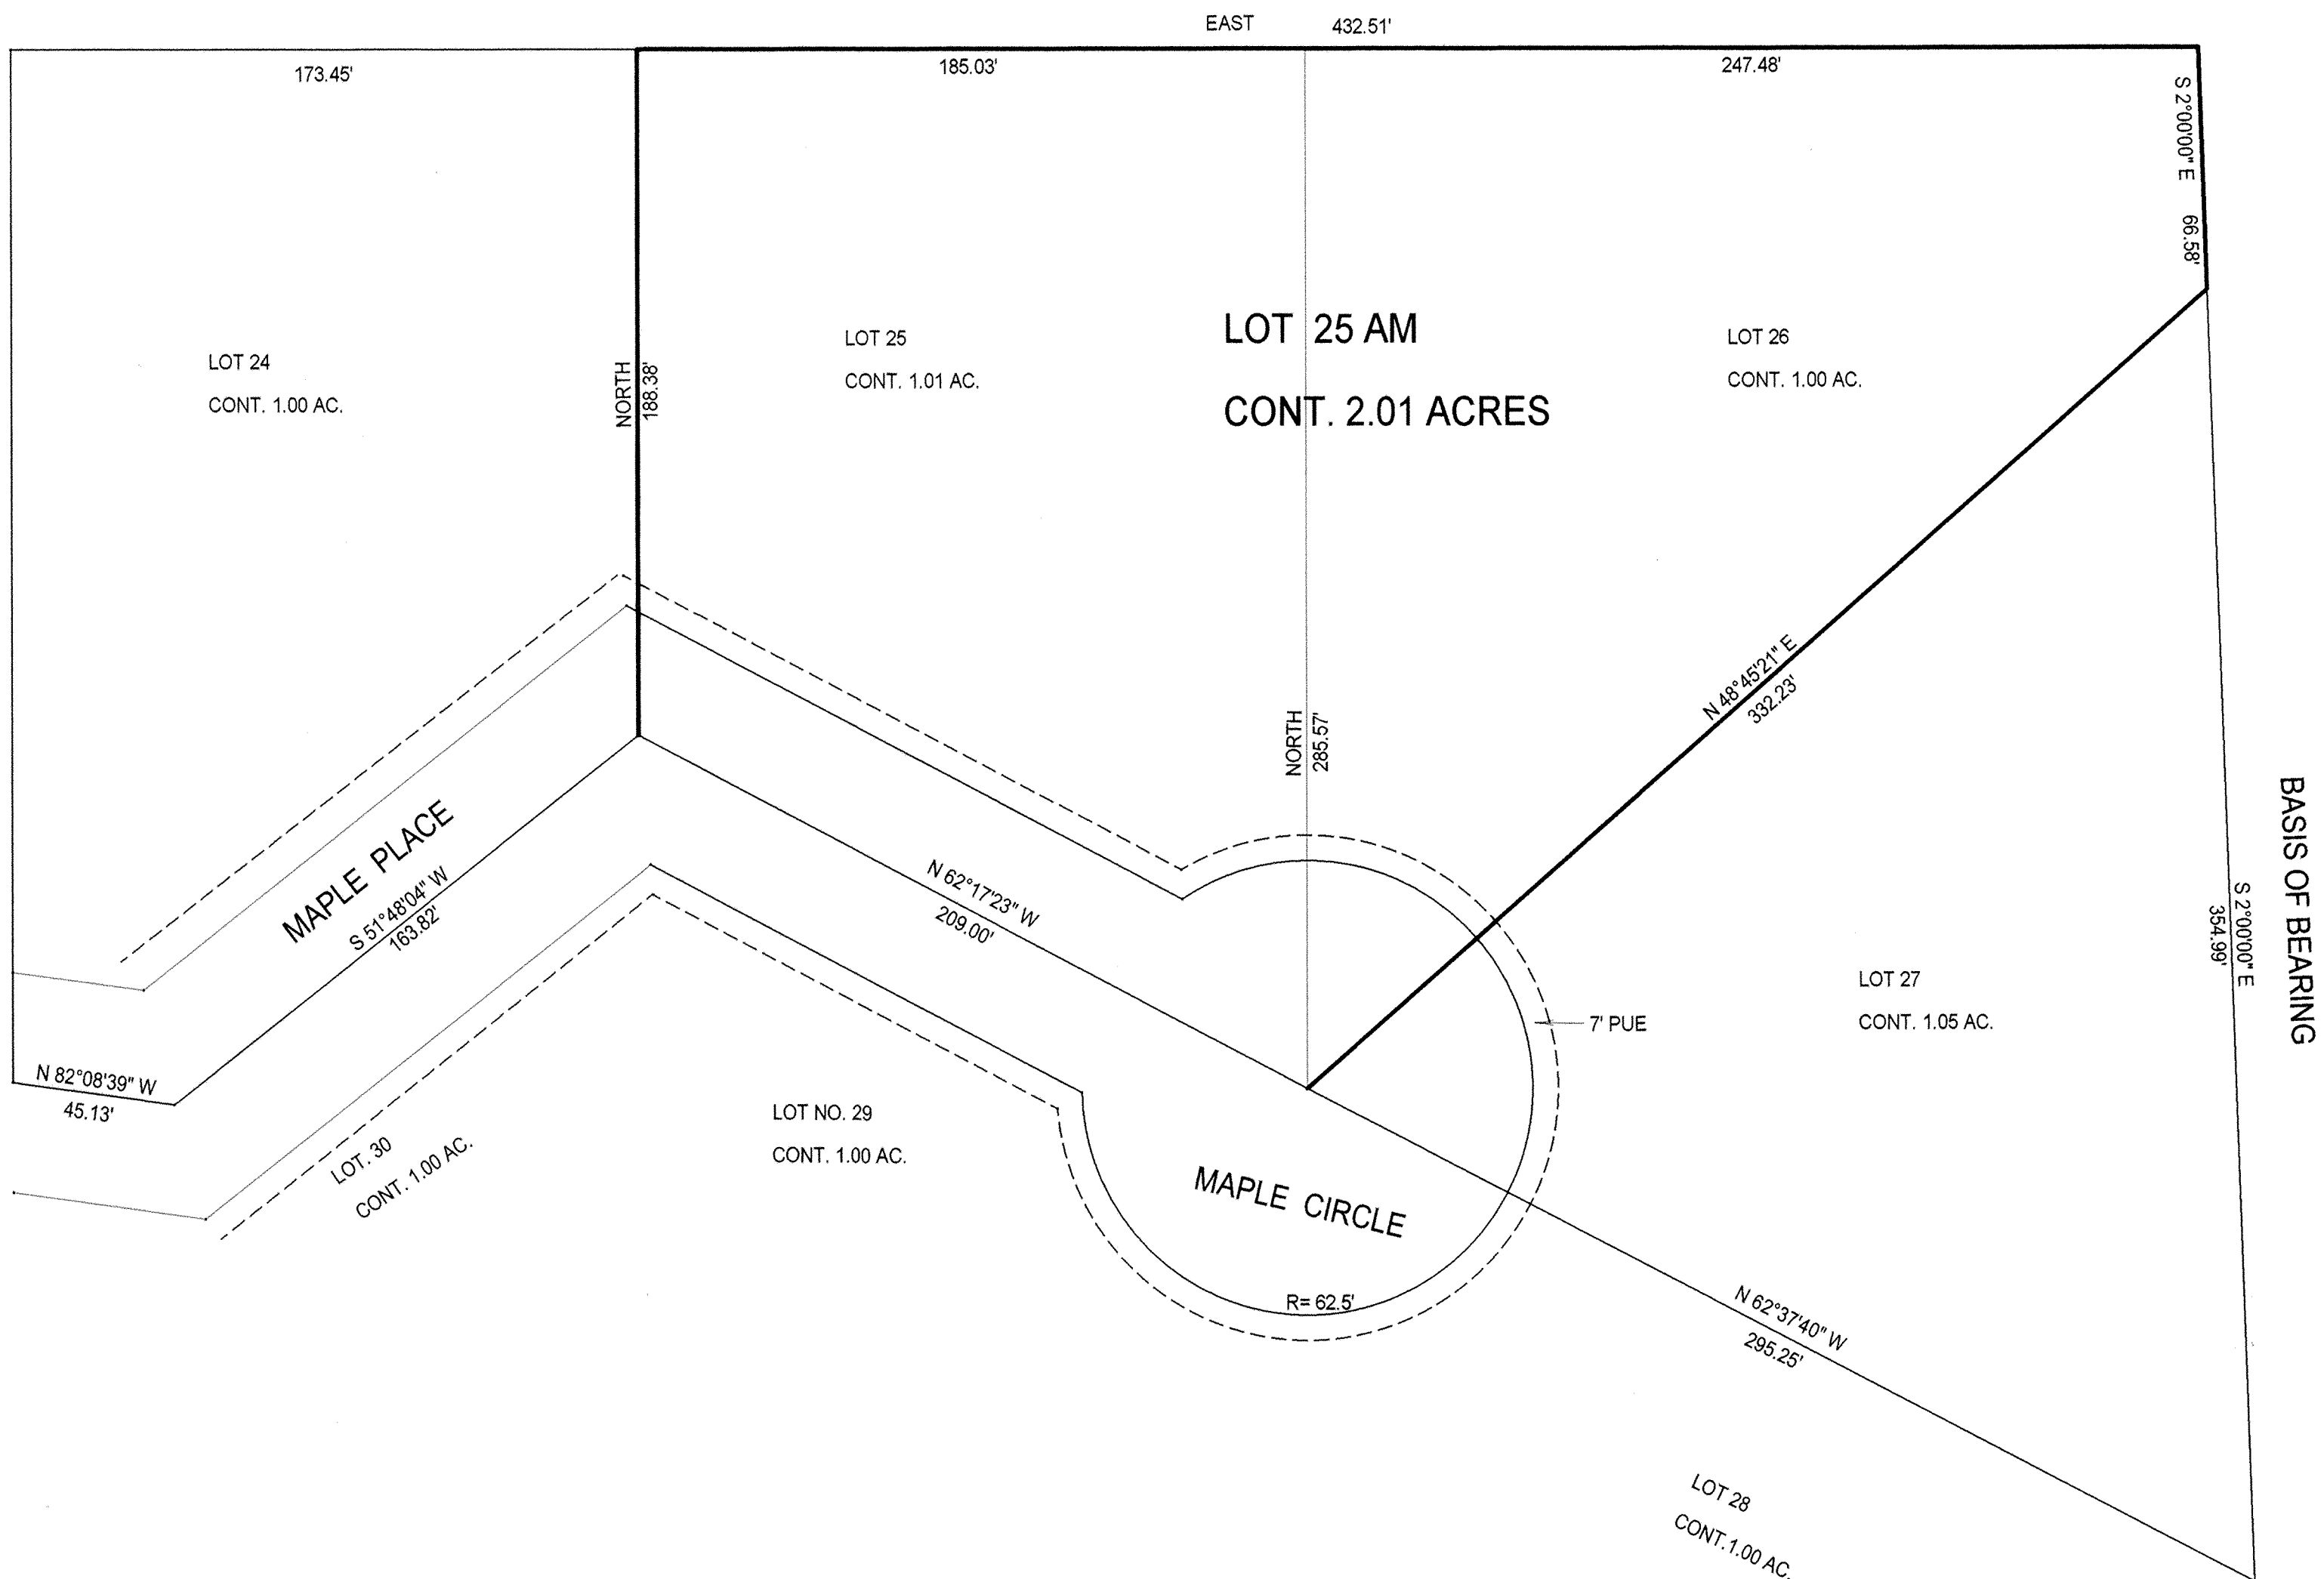 EAST 432.51'
173.45'
185.03'
247.48'
S 2°00'00" E 66.58'
LOT 24
CONT. 1.00 AC.
NORTH
188.38'
LOT 25
CONT. 1.01 AC.
LOT 25 AM
CONT. 2.01 ACRES
LOT 26
CONT. 1.00 AC.
N 48°45'21" E
332.23'
NORTH
285.57'
BASIS OF BEARING
S 2°00'00" E
354.99'
MAPLE PLACE
S 51°48'04" W
163.82'
N 62°17'23" W
209.00'
LOT 27
CONT. 1.05 AC.
7' PUE
N 82°08'39" W
45.13'
LOT. 30
CONT. 1.00 AC.
LOT NO. 29
CONT. 1.00 AC.
MAPLE CIRCLE
R= 62.5'
N 62°37'40" W
295.25'
LOT 28
CONT.1.00 AC.